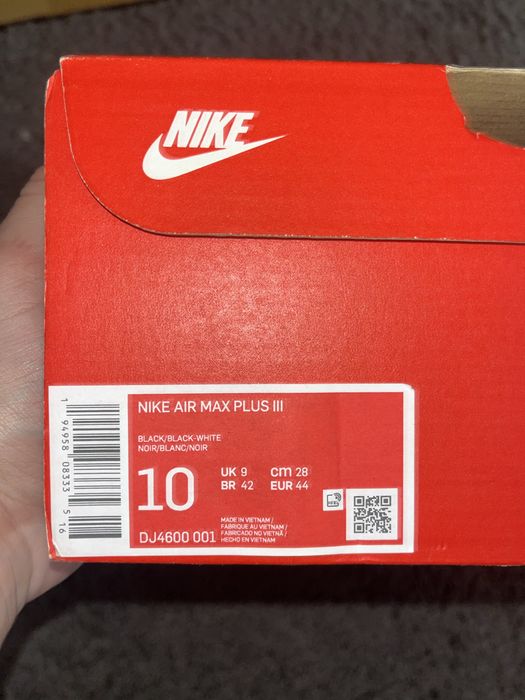 NIKE
NIKE AIR MAX PLUS III
BLACK/BLACK-WHITE
NOIR/BLANC/NOIR
10
UK 9 cm 28
BR 42 EUR 44
DJ4600 001
MADE IN VIETNAM /
FABRIQUE AU VIETNAM /
FABRICADO NO VIETNÃ /
HECHO EN VIETNAM
1 94958 08333 5 16